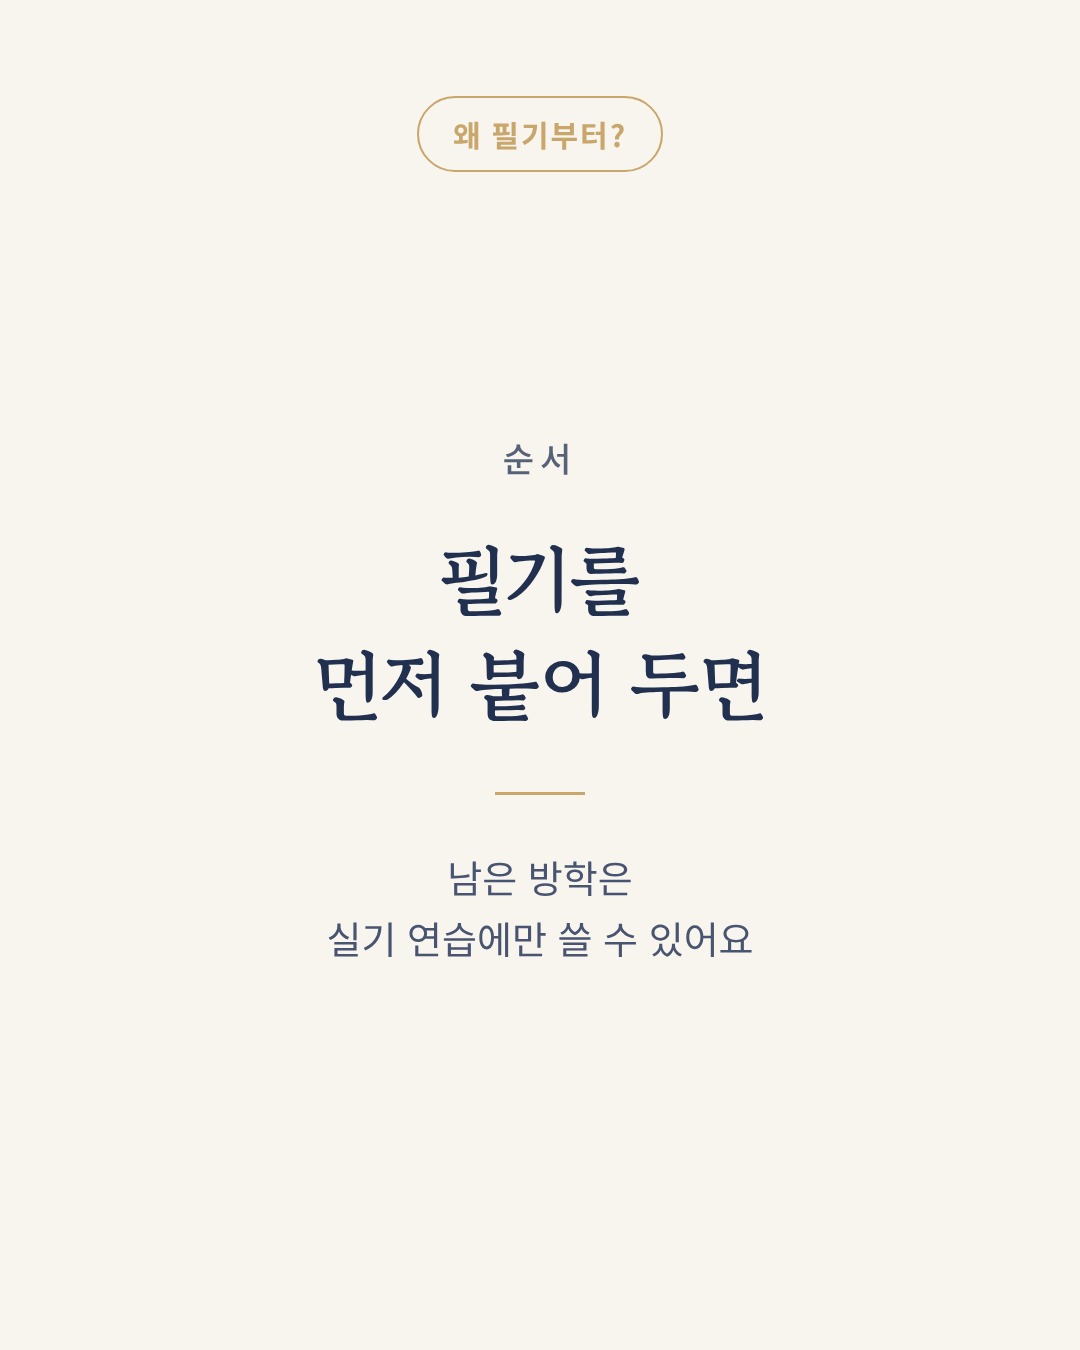 왜 필기부터?
순서
필기를
먼저 붙어 두면
남은 방학은
실기 연습에만 쓸 수 있어요